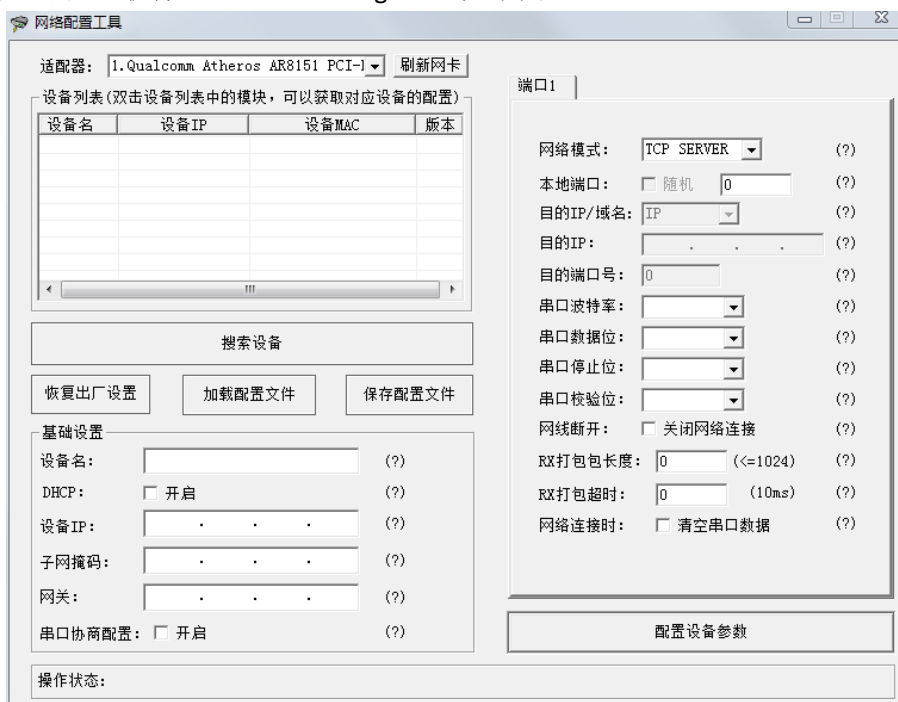 网络配置工具
适配器: 1.Qualcomm Atheros AR8151 PCI- 刷新网卡
设备列表(双击设备列表中的模块，可以获取对应设备的配置)
设备名 设备IP 设备MAC 版本
搜索设备
恢复出厂设置 加载配置文件 保存配置文件
基础设置
设备名: (?)
DHCP: 开启 (?)
设备IP: . . . (?)
子网掩码: . . . (?)
网关: . . . (?)
串口协商配置: 开启 (?)
端口1
网络模式: TCP SERVER (?)
本地端口: 随机 0 (?)
目的IP/域名: IP (?)
目的IP: . . . (?)
目的端口号: 0 (?)
串口波特率: (?)
串口数据位: (?)
串口停止位: (?)
串口校验位: (?)
网线断开: 关闭网络连接 (?)
RX打包包长度: 0 (<=1024) (?)
RX打包超时: 0 (10ms) (?)
网络连接时: 清空串口数据 (?)
配置设备参数
操作状态: